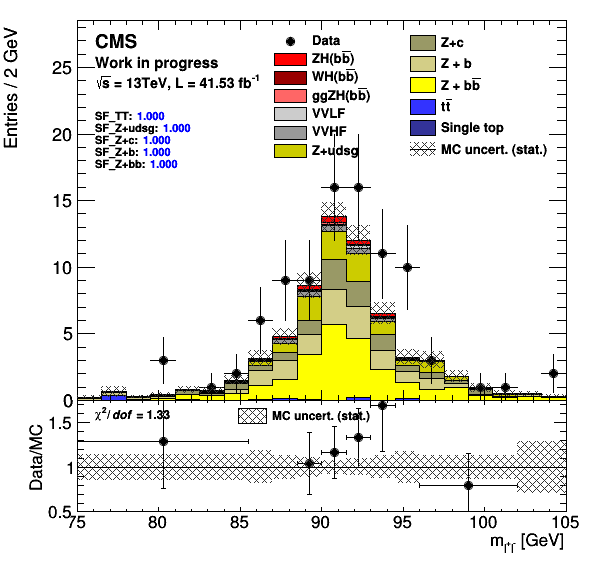 CMS
Work in progress
√s = 13TeV, L = 41.53 fb⁻¹
SF_TT: 1.000
SF_Z+udsg: 1.000
SF_Z+c: 1.000
SF_Z+b: 1.000
SF_Z+bb: 1.000
Data
ZH(bb̅)
WH(bb̅)
ggZH(bb̅)
VVLF
VVHF
Z+udsg
Z+c
Z + b
Z + bb̅
tt̅
Single top
MC uncert. (stat.)
Entries / 2 GeV
25
20
15
10
5
0
χ²/ dof = 1.33
MC uncert. (stat.)
Data/MC
1.5
1
0.5
75 80 85 90 95 100 105
m_l⁺l⁻ [GeV]